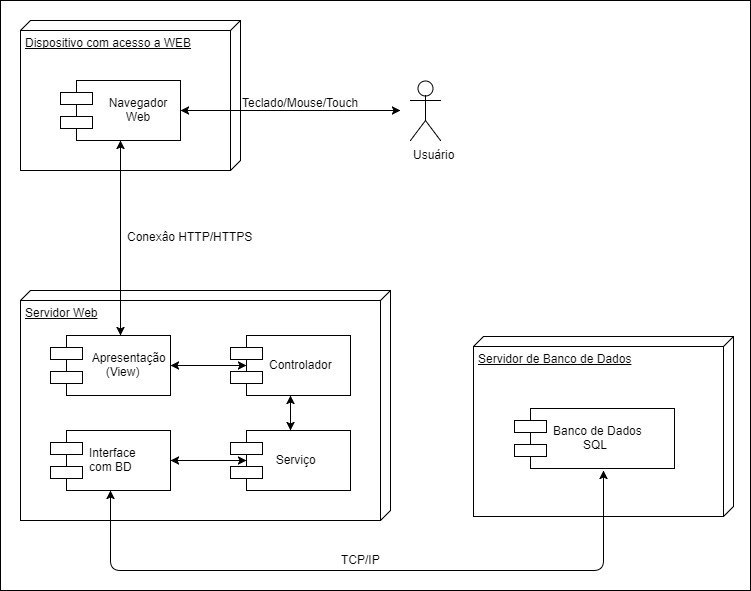 Dispositivo com acesso a WEB
Navegador
Web
Teclado/Mouse/Touch
Usuário
Conexâo HTTP/HTTPS
Servidor Web
Apresentação
(View)
Controlador
Interface
com BD
Serviço
Servidor de Banco de Dados
Banco de Dados
SQL
TCP/IP